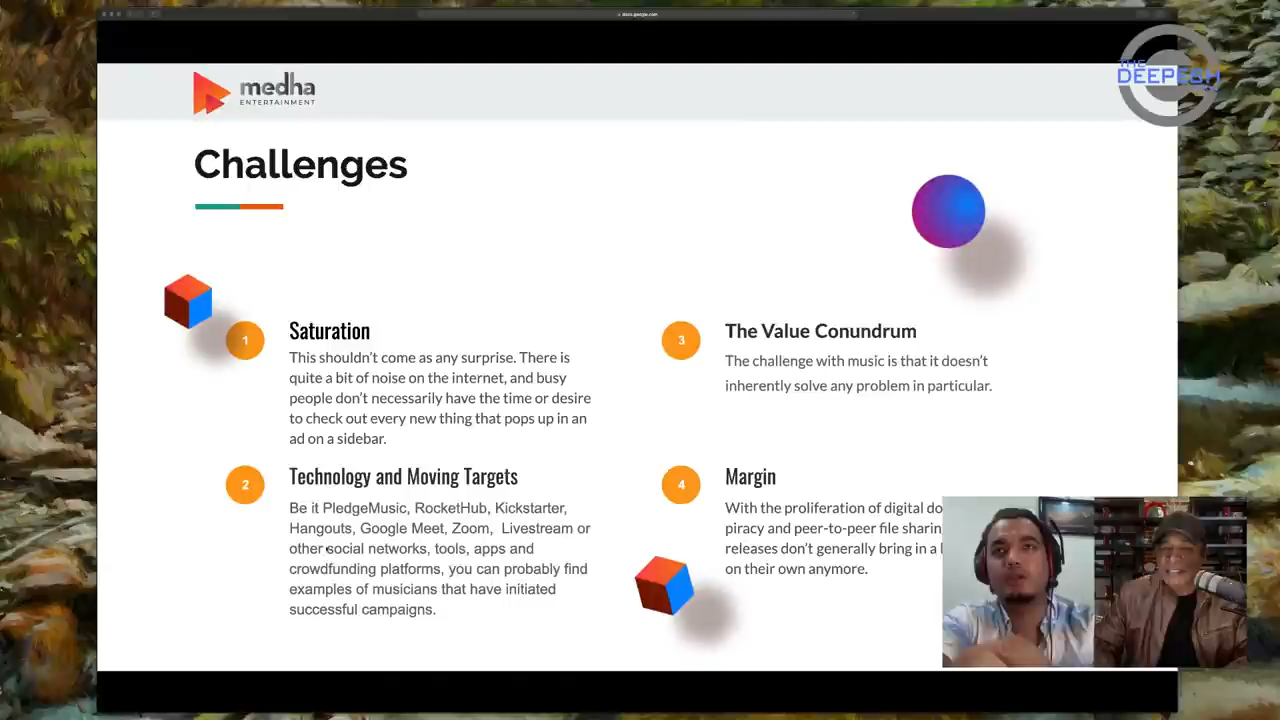 docs.google.com
medha
ENTERTAINMENT
THE
DEEPESH
Challenges
1
Saturation
This shouldn't come as any surprise. There is
quite a bit of noise on the internet, and busy
people don't necessarily have the time or desire
to check out every new thing that pops up in an
ad on a sidebar.
2
Technology and Moving Targets
Be it PledgeMusic, RocketHub, Kickstarter,
Hangouts, Google Meet, Zoom, Livestream or
other social networks, tools, apps and
crowdfunding platforms, you can probably find
examples of musicians that have initiated
successful campaigns.
3
The Value Conundrum
The challenge with music is that it doesn't
inherently solve any problem in particular.
4
Margin
With the proliferation of digital do
piracy and peer-to-peer file sharin
releases don't generally bring in a
on their own anymore.